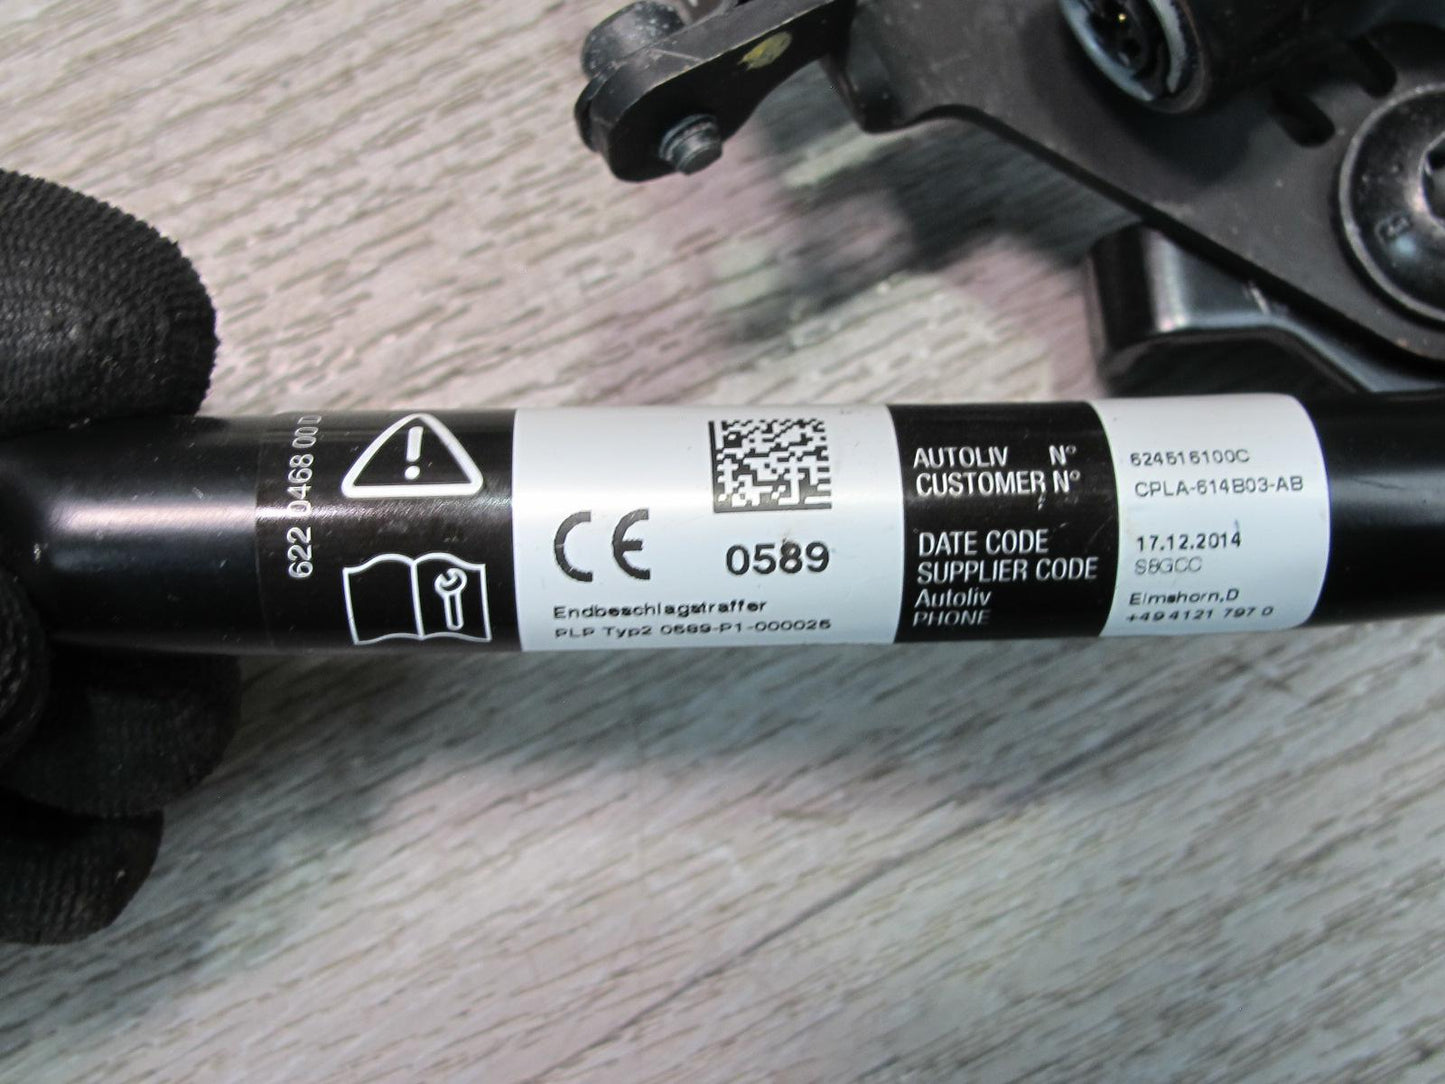 622 0468 00 D
CE
0589
Endbeschlagstraffer
PLP Typ2 0589-P1-000025
AUTOLIV N° 624516100C
CUSTOMER N° CPLA-614B03-AB
DATE CODE 17.12.2014
SUPPLIER CODE S8GCC
Autoliv Elmshorn,D
PHONE +49 4121 797 0